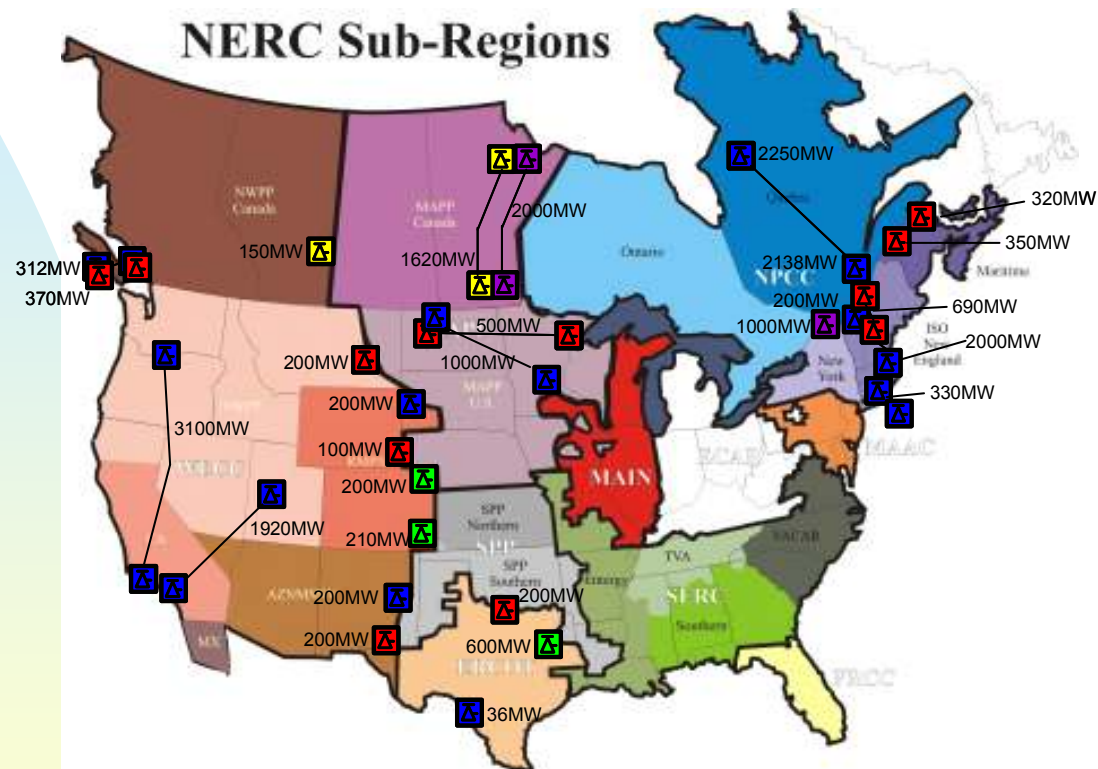 NERC Sub-Regions
2250MW
NWPP
Canada
MAPP
Canada
2000MW
320MW
150MW
1620MW
Ontario
350MW
2138MW
NPCC
Maritime
312MW
370MW
200MW
690MW
1000MW
500MW
ISO
New
England
2000MW
New
York
200MW
1000MW
MAPP
U.S.
330MW
200MW
3100MW
100MW
ECAR
MAAC
MAIN
200MW
1920MW
SPP
Northern
210MW
SPP
VACAR
TVA
SPP
Southern
Entergy
200MW
200MW
SERC
Southern
200MW
600MW
MX
ERCOT
FRCC
36MW